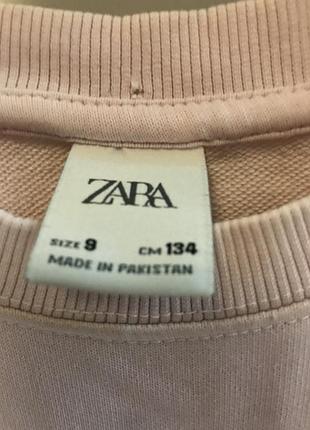 ZARA
SIZE 9 CM 134
MADE IN PAKISTAN